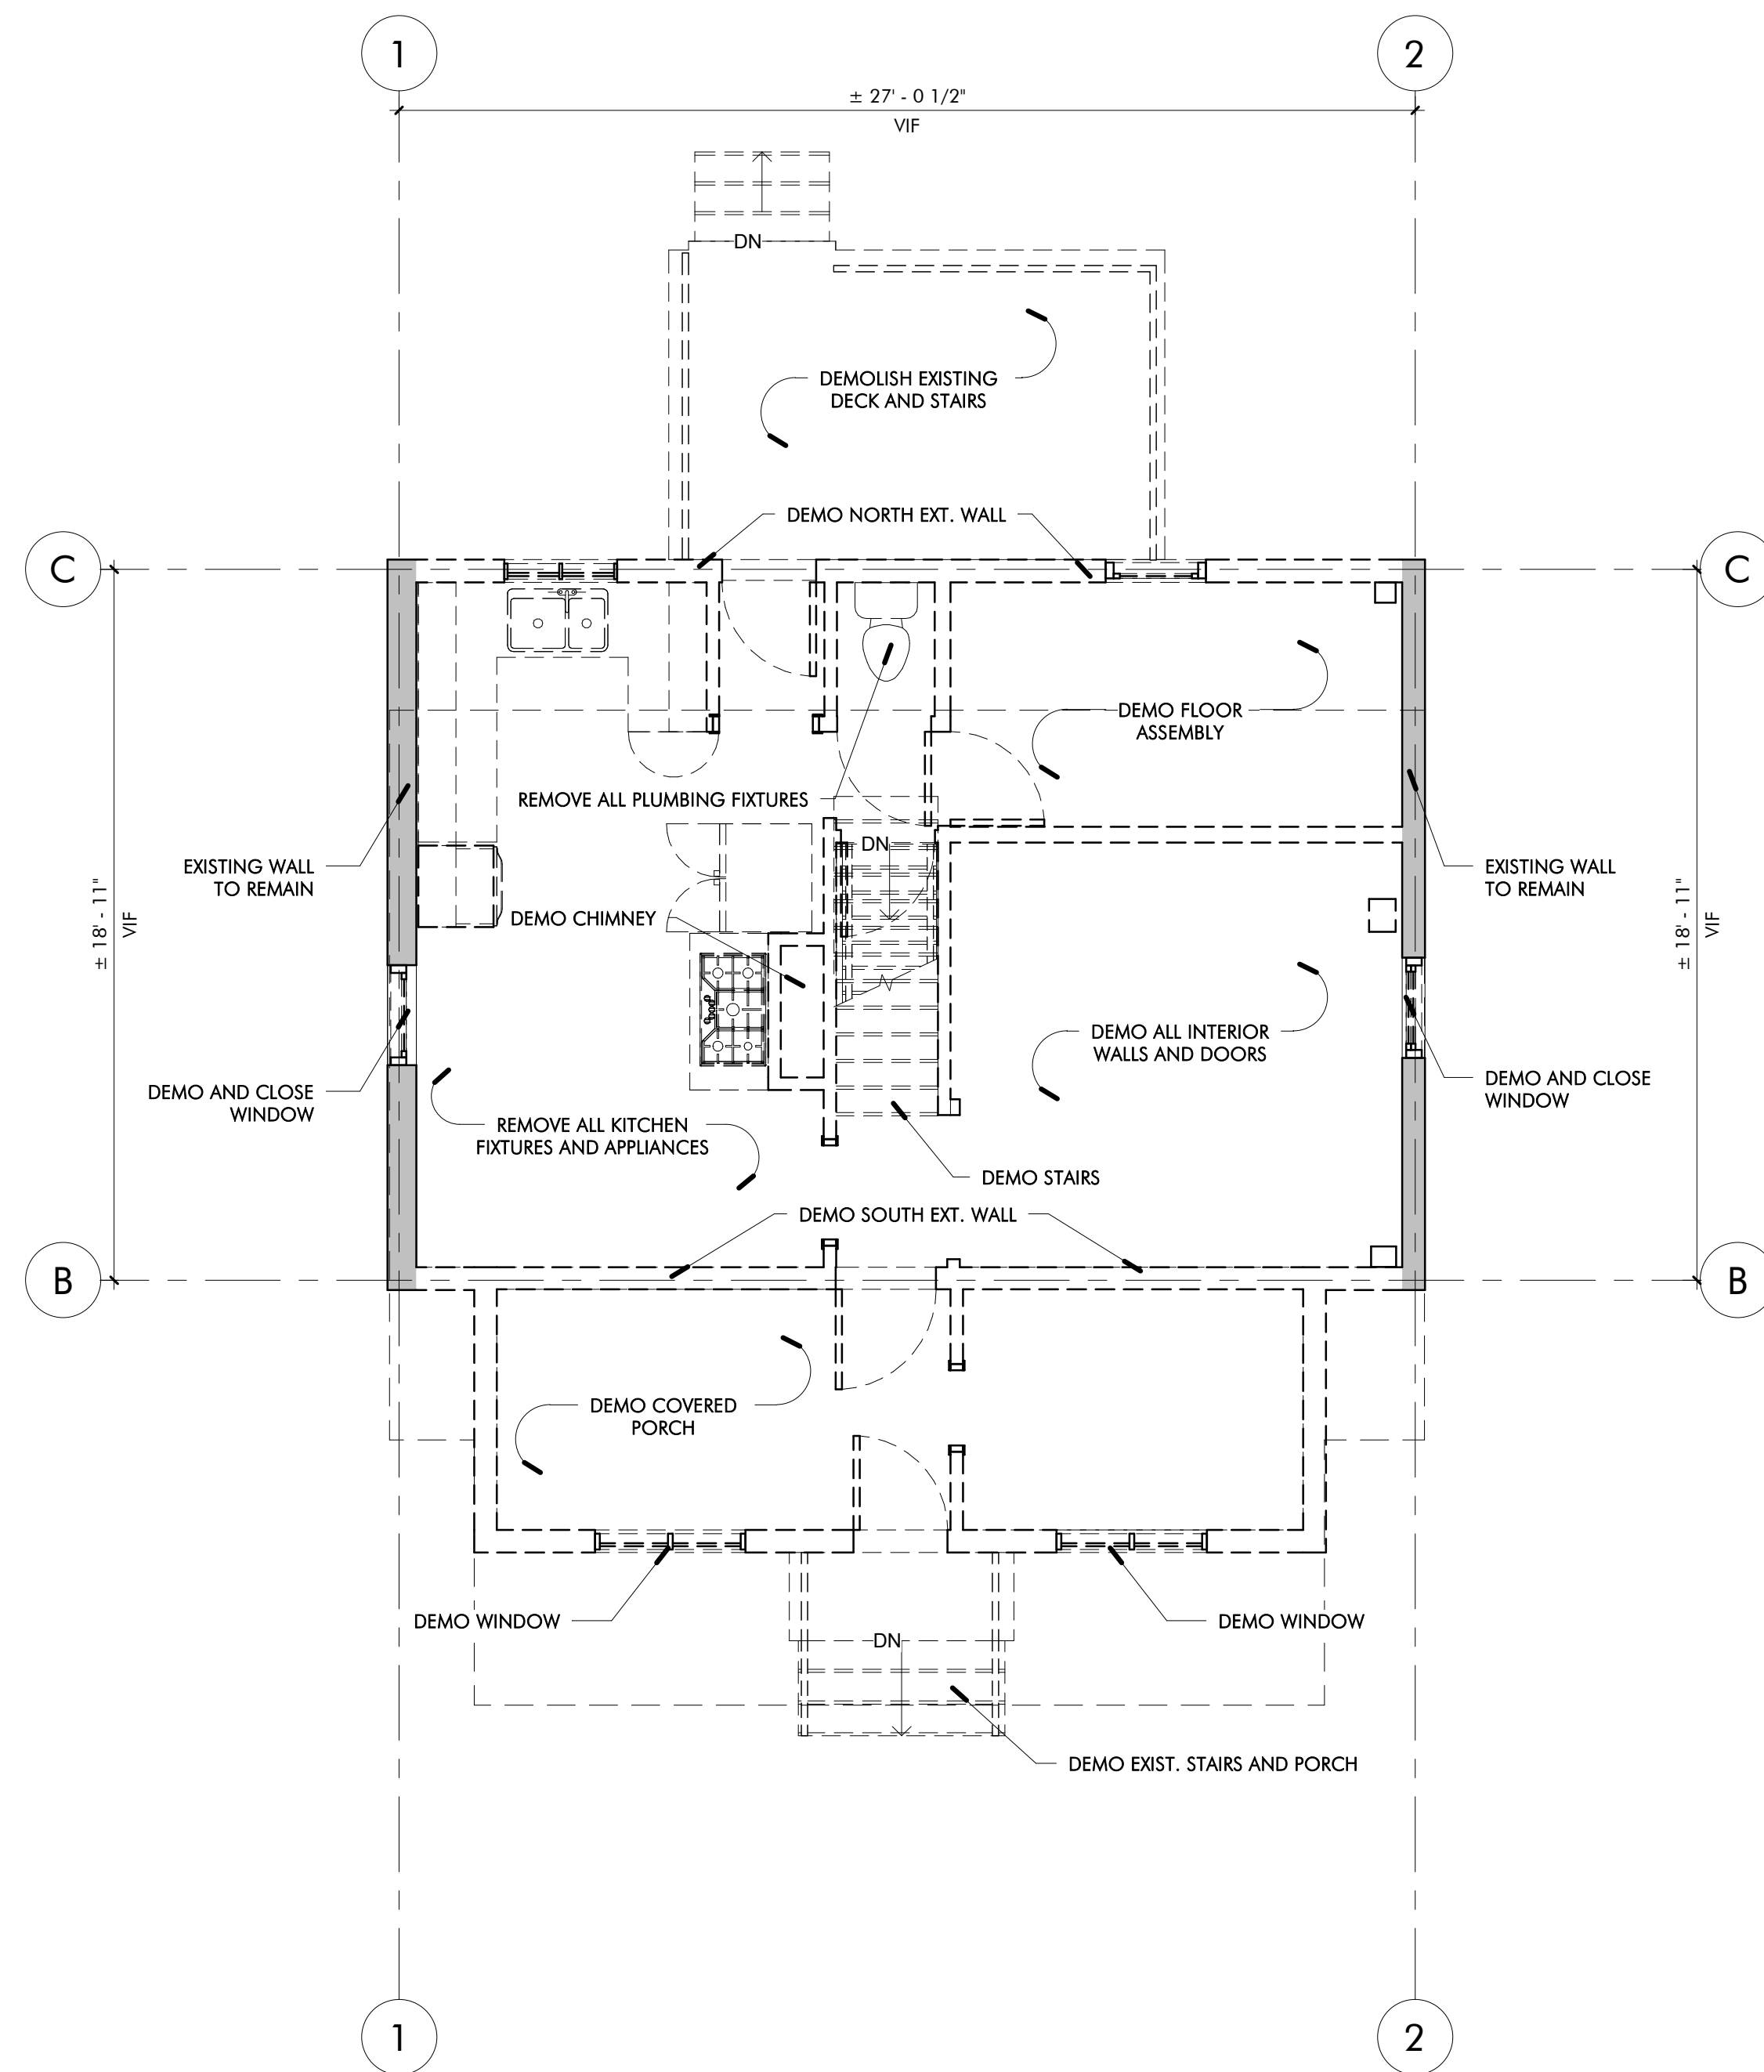 1
2
± 27' - 0 1/2"
VIF
DN
DEMOLISH EXISTING
DECK AND STAIRS
DEMO NORTH EXT. WALL
C
C
DEMO FLOOR
ASSEMBLY
REMOVE ALL PLUMBING FIXTURES
DN
EXISTING WALL
TO REMAIN
EXISTING WALL
TO REMAIN
± 18' - 11"
VIF
± 18' - 11"
VIF
DEMO CHIMNEY
DEMO ALL INTERIOR
WALLS AND DOORS
DEMO AND CLOSE
WINDOW
DEMO AND CLOSE
WINDOW
REMOVE ALL KITCHEN
FIXTURES AND APPLIANCES
DEMO STAIRS
DEMO SOUTH EXT. WALL
B
B
DEMO COVERED
PORCH
DEMO WINDOW
DEMO WINDOW
DN
DEMO EXIST. STAIRS AND PORCH
1
2